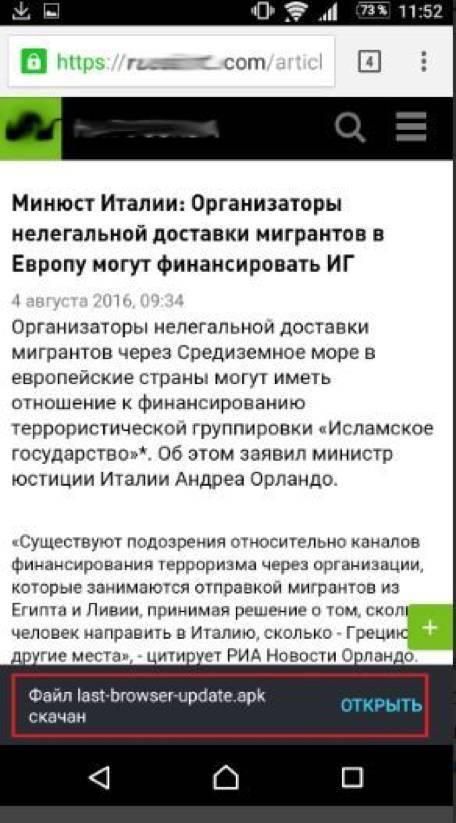 73% 11:52
https:// .com/articl 4
Минюст Италии: Организаторы
нелегальной доставки мигрантов в
Европу могут финансировать ИГ
4 августа 2016, 09:34
Организаторы нелегальной доставки
мигрантов через Средиземное море в
европейские страны могут иметь
отношение к финансированию
террористической группировки «Исламское
государство»*. Об этом заявил министр
юстиции Италии Андреа Орландо.
«Существуют подозрения относительно каналов
финансирования терроризма через организации,
которые занимаются отправкой мигрантов из
Египта и Ливии, принимая решение о том, скол
человек направить в Италию, сколько - Грецию
другие места», - цитирует РИА Новости Орландо.
+
Файл last-browser-update.apk
скачан
ОТКРЫТЬ